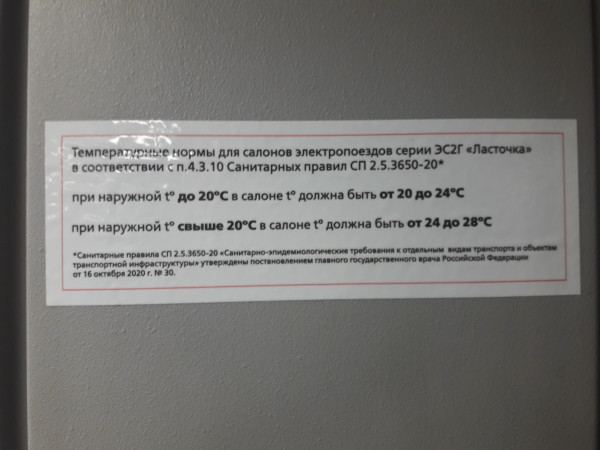 Температурные нормы для салонов электропоездов серии ЭС2Г «Ласточка»
в соответствии с п.4.3.10 Санитарных правил СП 2.5.3650-20*
при наружной t° до 20°С в салоне t° должна быть от 20 до 24°С
при наружной t° свыше 20°С в салоне t° должна быть от 24 до 28°С
*Санитарные правила СП 2.5.3650-20 «Санитарно-эпидемиологические требования к отдельным видам транспорта и объектам
транспортной инфраструктуры» утверждены постановлением главного государственного врача Российской Федерации
от 16 октября 2020 г. № 30.